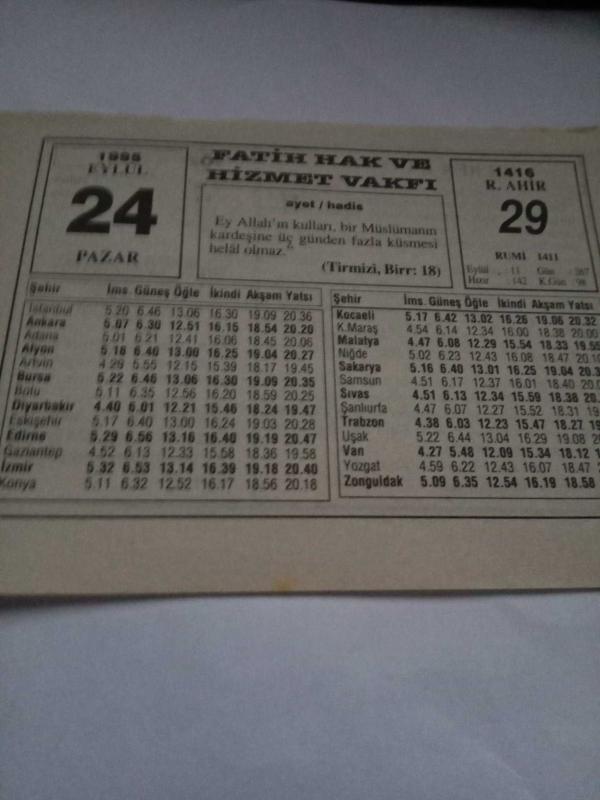 1995
EYLÜL
24
PAZAR
FATİH HAK VE
HİZMET VAKFI
ayet / hadis
Ey Allah'ın kulları, bir Müslümanın
kardeşine üç günden fazla küsmesi
helâl olmaz."
(Tirmizi, Birr: 18)
1416
R. AHİR
29
RUMİ 1411
Eylül : 11 Gün : 267
Hızır : 142 K.Gün : 98
Şehir İms. Güneş Öğle İkindi Akşam Yatsı
İstanbul 5.20 6.46 13.06 16.30 19.09 20.36
Ankara 5.07 6.30 12.51 16.15 18.54 20.20
Adana 5.01 6.21 12.41 16.06 18.45 20.06
Afyon 5.18 6.40 13.00 16.25 19.04 20.27
Artvin 4.29 5.55 12.15 15.39 18.17 19.45
Bursa 5.22 6.46 13.06 16.30 19.09 20.35
Bolu 5.11 6.35 12.56 16.20 18.59 20.25
Diyarbakır 4.40 6.01 12.21 15.46 18.24 19.47
Eskişehir 5.17 6.40 13.00 16.24 19.03 20.28
Edirne 5.29 6.56 13.16 16.40 19.19 20.47
Gaziantep 4.52 6.13 12.33 15.58 18.36 19.58
İzmir 5.32 6.53 13.14 16.39 19.18 20.40
Konya 5.11 6.32 12.52 16.17 18.56 20.18
Şehir İms. Güneş Öğle İkindi Akşam Yatsı
Kocaeli 5.17 6.42 13.02 16.26 19.06 20.32
K.Maraş 4.54 6.14 12.34 16.00 18.38 20.00
Malatya 4.47 6.08 12.29 15.54 18.33 19.55
Niğde 5.02 6.23 12.43 16.08 18.47 20.10
Sakarya 5.16 6.40 13.01 16.25 19.04 20.3
Samsun 4.51 6.17 12.37 16.01 18.40 20.0
Sıvas 4.51 6.13 12.34 15.59 18.38 20.
Şanlıurfa 4.47 6.07 12.27 15.52 18.31 19
Trabzon 4.38 6.03 12.23 15.47 18.27 19
Uşak 5.22 6.44 13.04 16.29 19.08 20
Van 4.27 5.48 12.09 15.34 18.12 1
Yozgat 4.59 6.22 12.43 16.07 18.47
Zonguldak 5.09 6.35 12.54 16.19 18.58